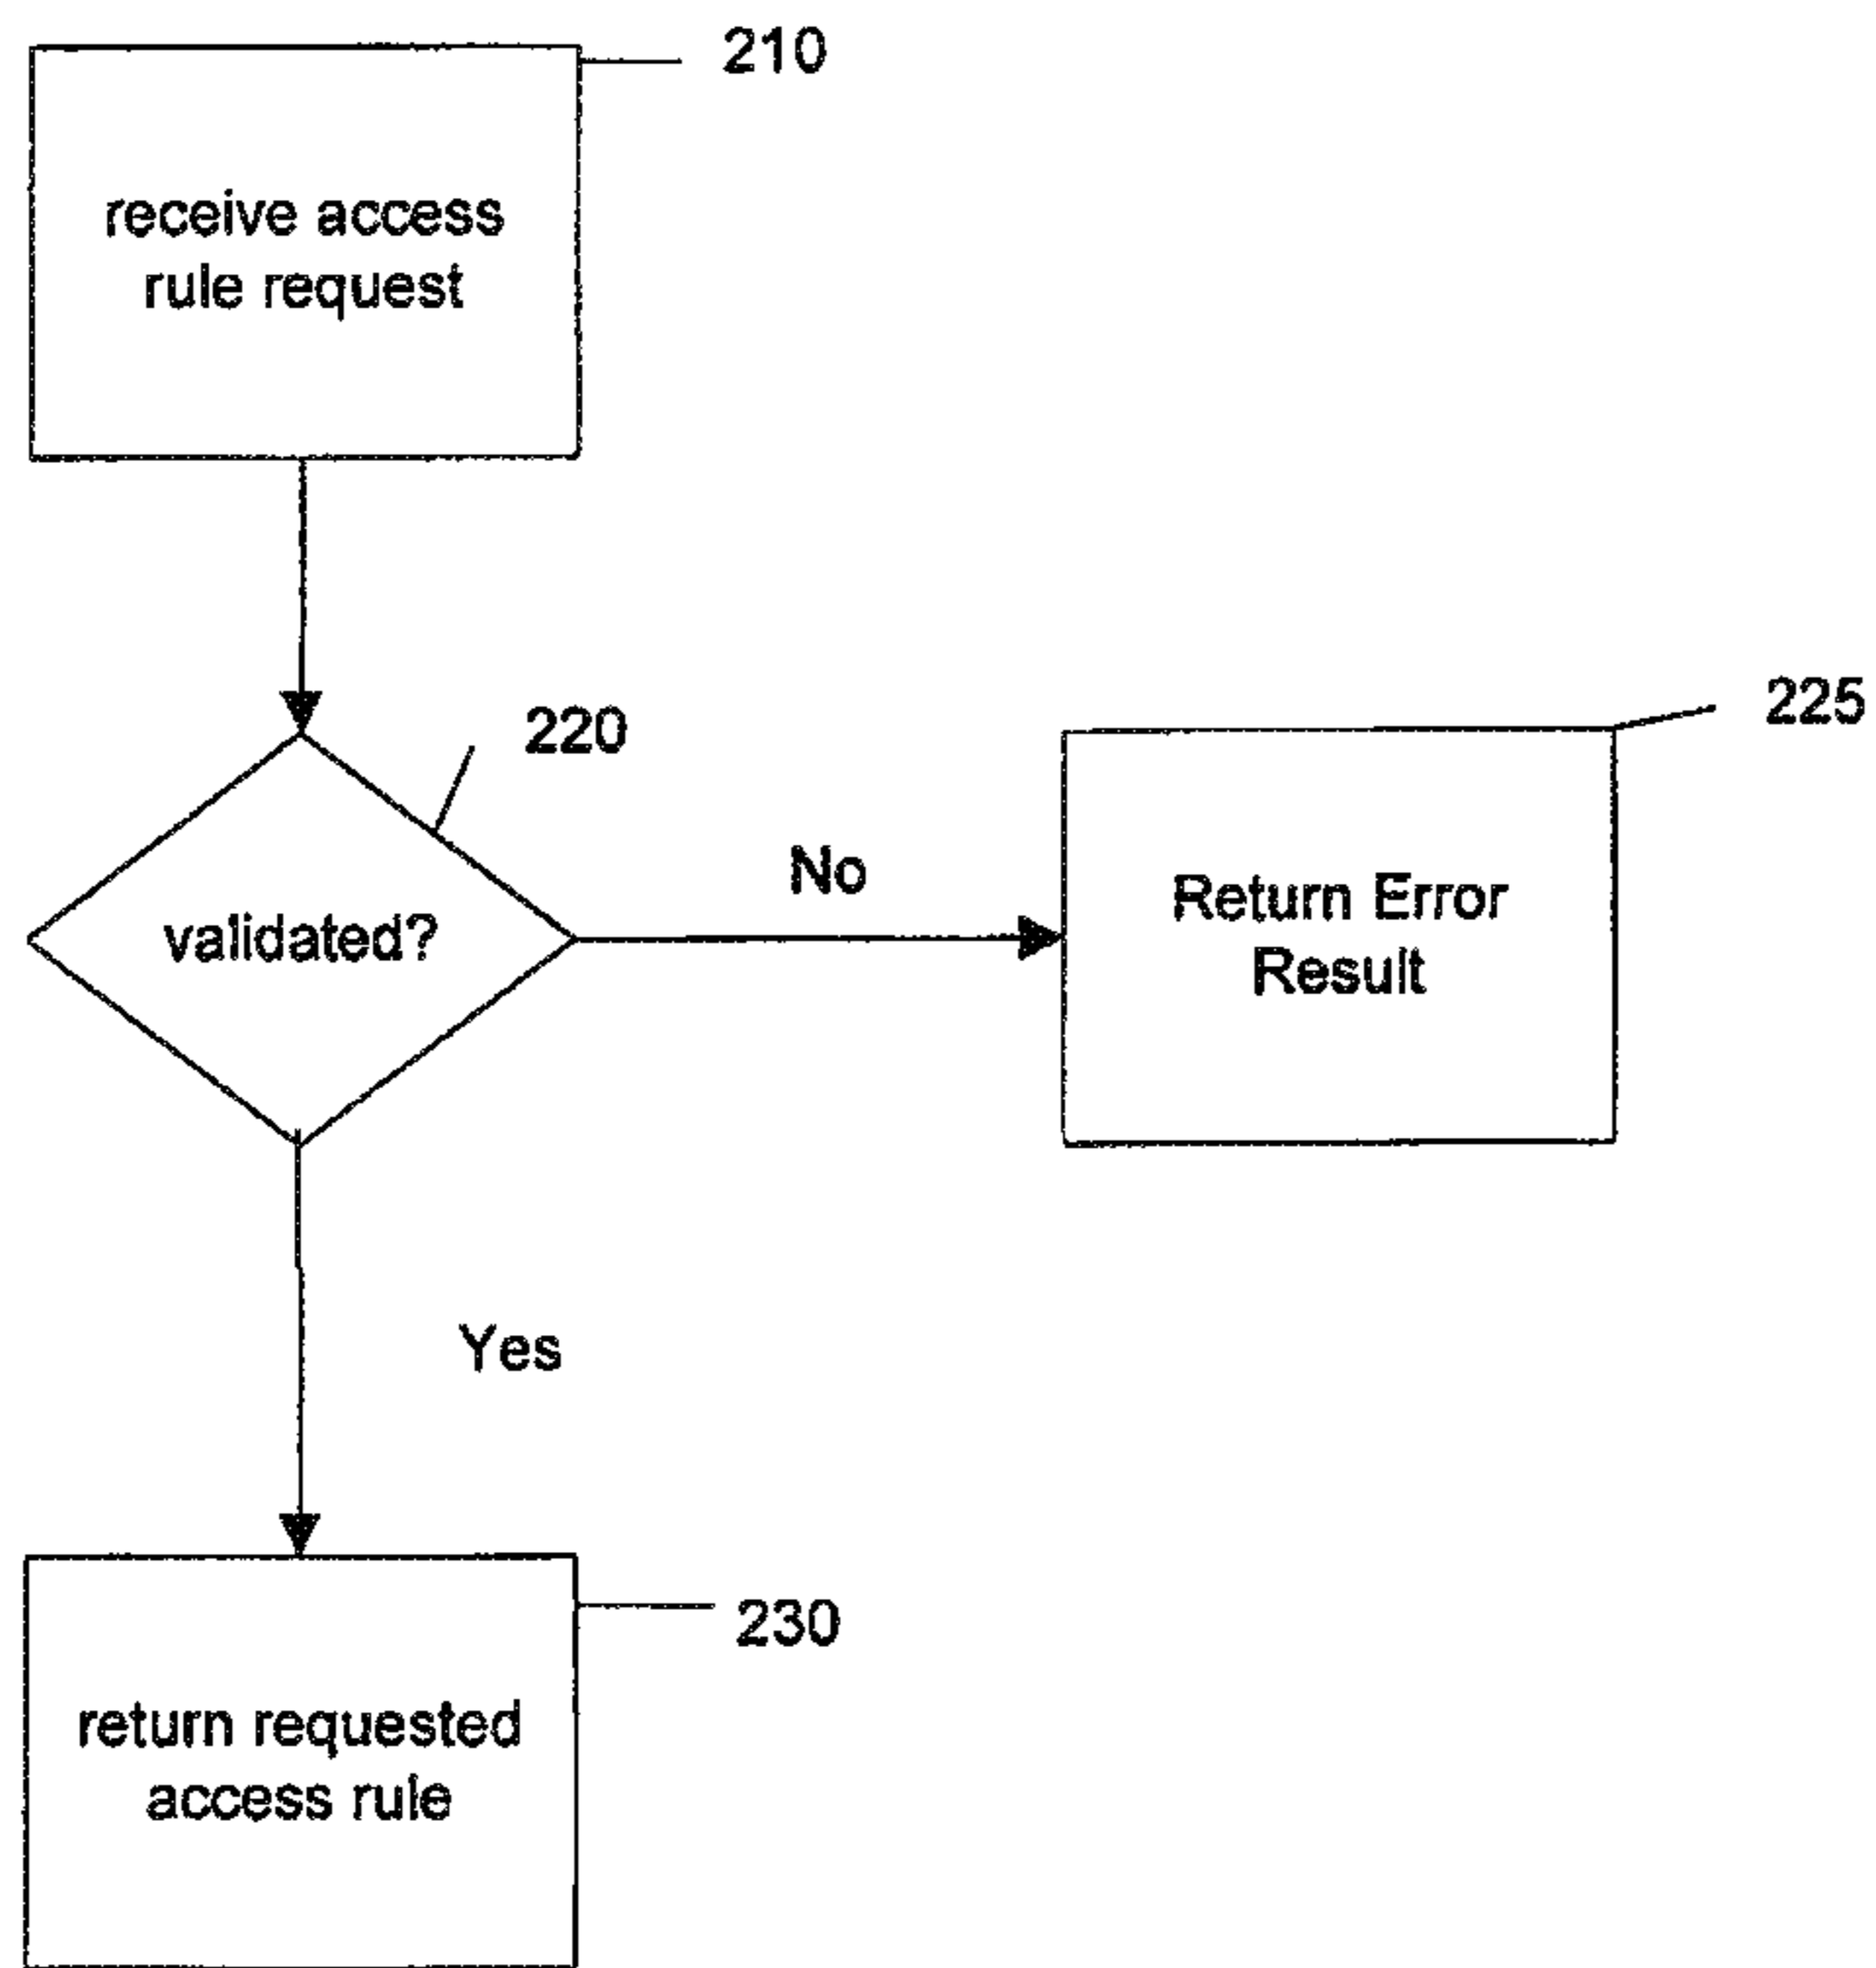 210
receive access
rule request
220
validated?
No
225
Return Error
Result
Yes
230
return requested
access rule